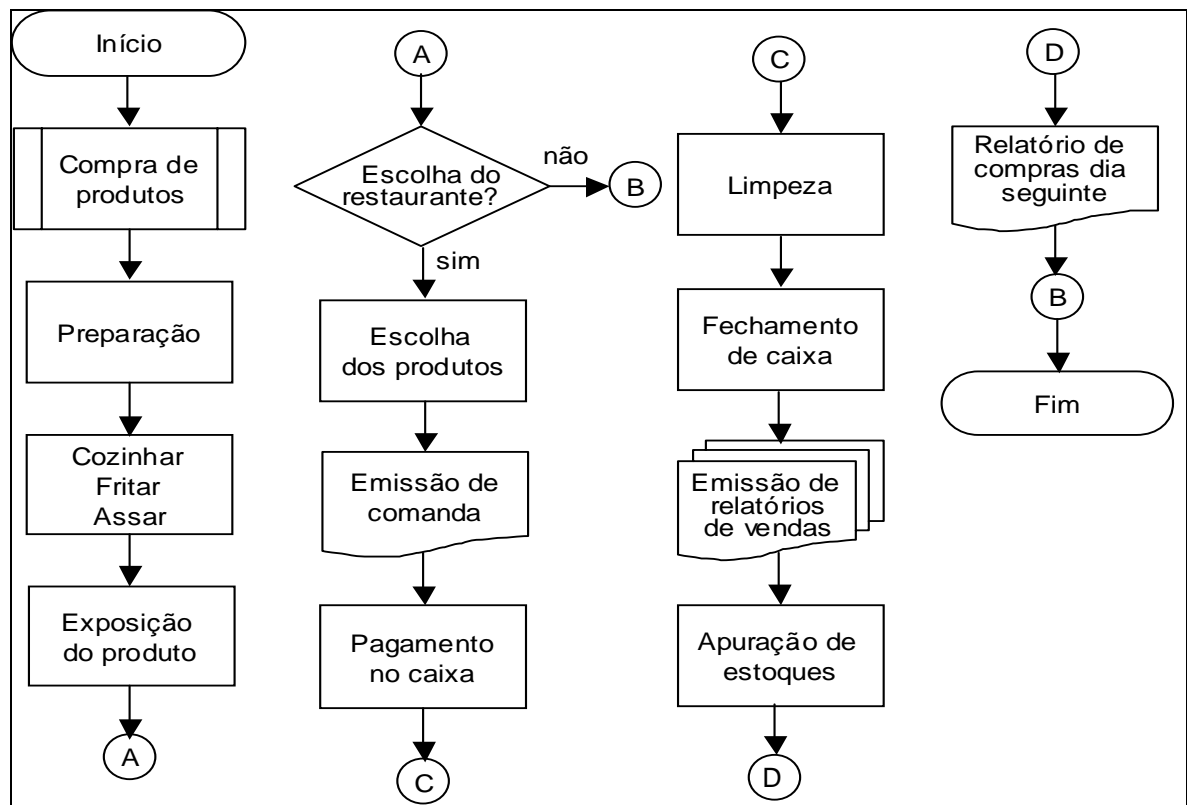 Início
Compra de
produtos
Preparação
Cozinhar
Fritar
Assar
Exposição
do produto
A
A
Escolha do
restaurante?
não
B
sim
Escolha
dos produtos
Emissão de
comanda
Pagamento
no caixa
C
C
Limpeza
Fechamento
de caixa
Emissão de
relatórios
de vendas
Apuração de
estoques
D
D
Relatório de
compras dia
seguinte
B
Fim